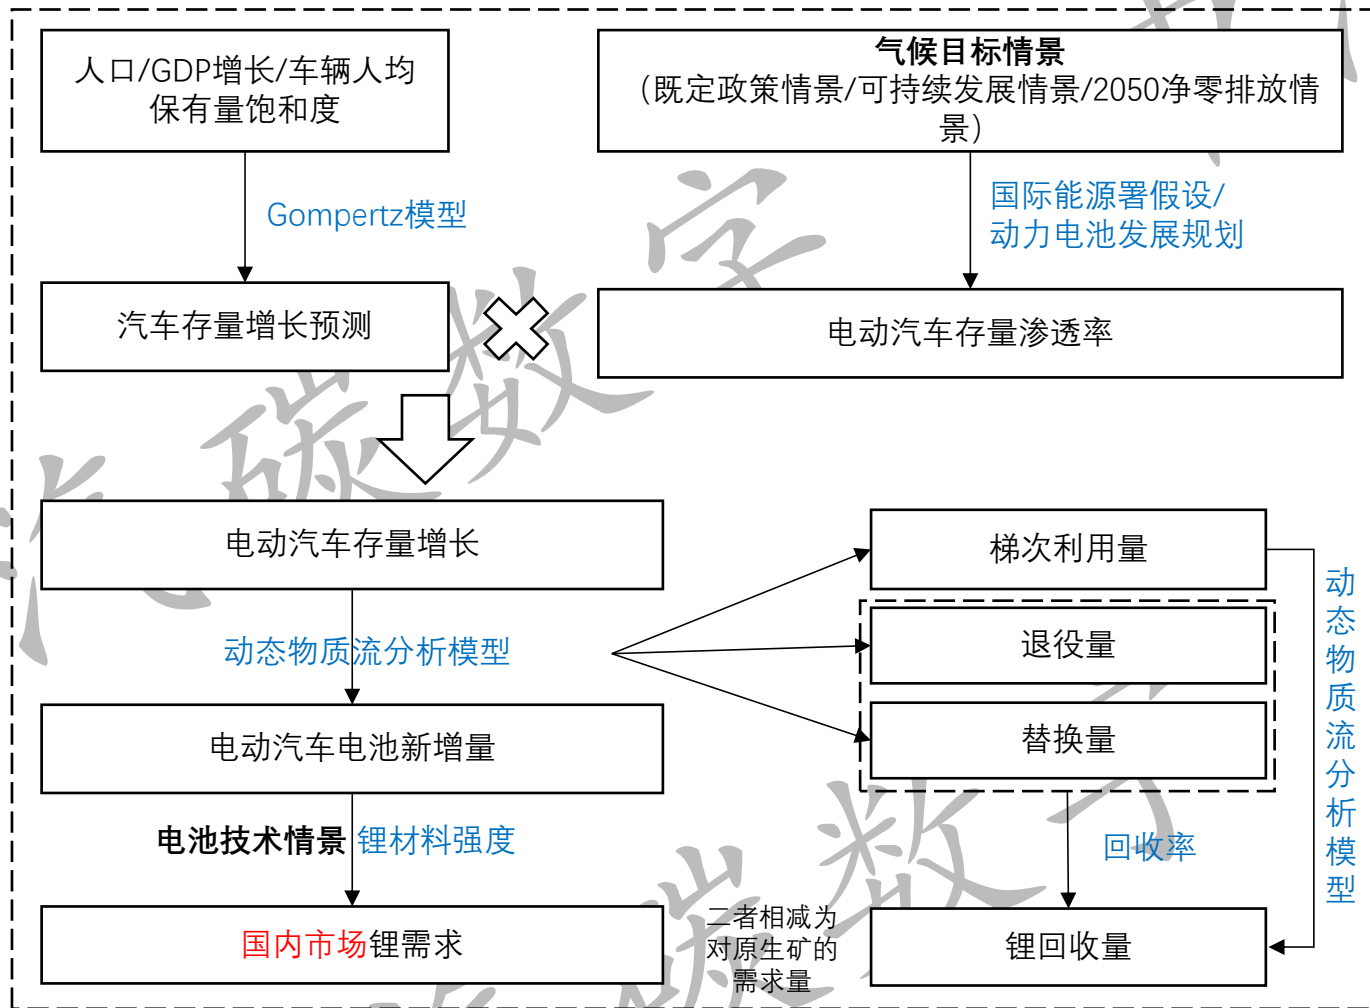 人口/GDP增长/车辆人均
保有量饱和度
气候目标情景
（既定政策情景/可持续发展情景/2050净零排放情
景）
Gompertz模型
国际能源署假设/
动力电池发展规划
汽车存量增长预测
电动汽车存量渗透率
电动汽车存量增长
动态物质流分析模型
电动汽车电池新增量
电池技术情景 锂材料强度
国内市场锂需求
梯次利用量
退役量
替换量
回收率
锂回收量
动态物质流分析模型
二者相减为
对原生矿的
需求量
汽碳数字
汽碳数字